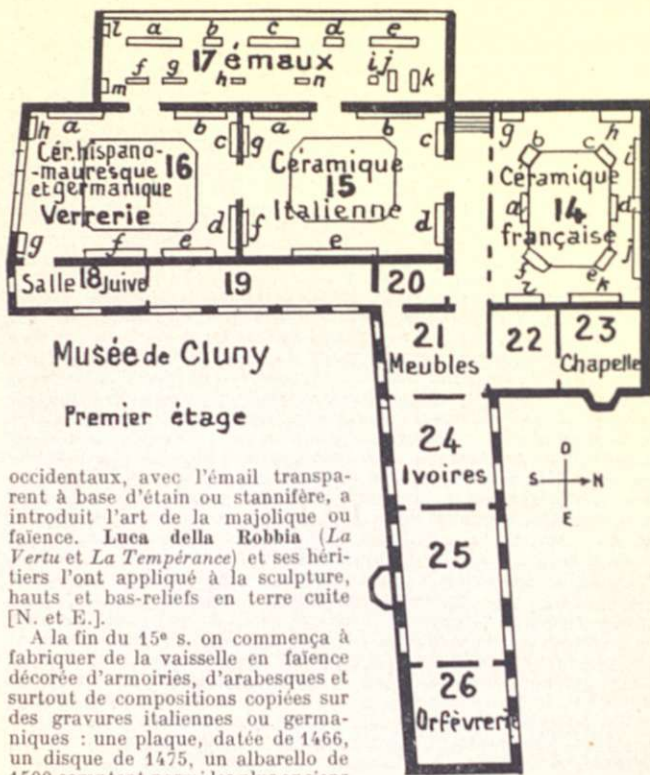 l a b c d e
17 émaux
f g h n i j k
m
h a b c g a b c
Cér. hispano-
-mauresque 16
et germanique
Verrerie
d
g f e
Céramique
15
Italienne
f e d
g h
b c i
Céramique
a 14 d
française
f e j
l k
Salle 18 Juive 19 20
21
Meubles
22 23
Chapelle
Musée de Cluny
Premier étage
24
Ivoires
O
S N
E
25
26
Orfèvrerie
occidentaux, avec l'émail transpa-
rent à base d'étain ou stannifère, a
introduit l'art de la majolique ou
faïence. Luca della Robbia (La
Vertu et La Tempérance) et ses héri-
tiers l'ont appliqué à la sculpture,
hauts et bas-reliefs en terre cuite
[N. et E.].
A la fin du 15e s. on commença à
fabriquer de la vaisselle en faïence
décorée d'armoiries, d'arabesques et
surtout de compositions copiées sur
des gravures italiennes ou germa-
niques : une plaque, datée de 1466,
un disque de 1475, un albarello de